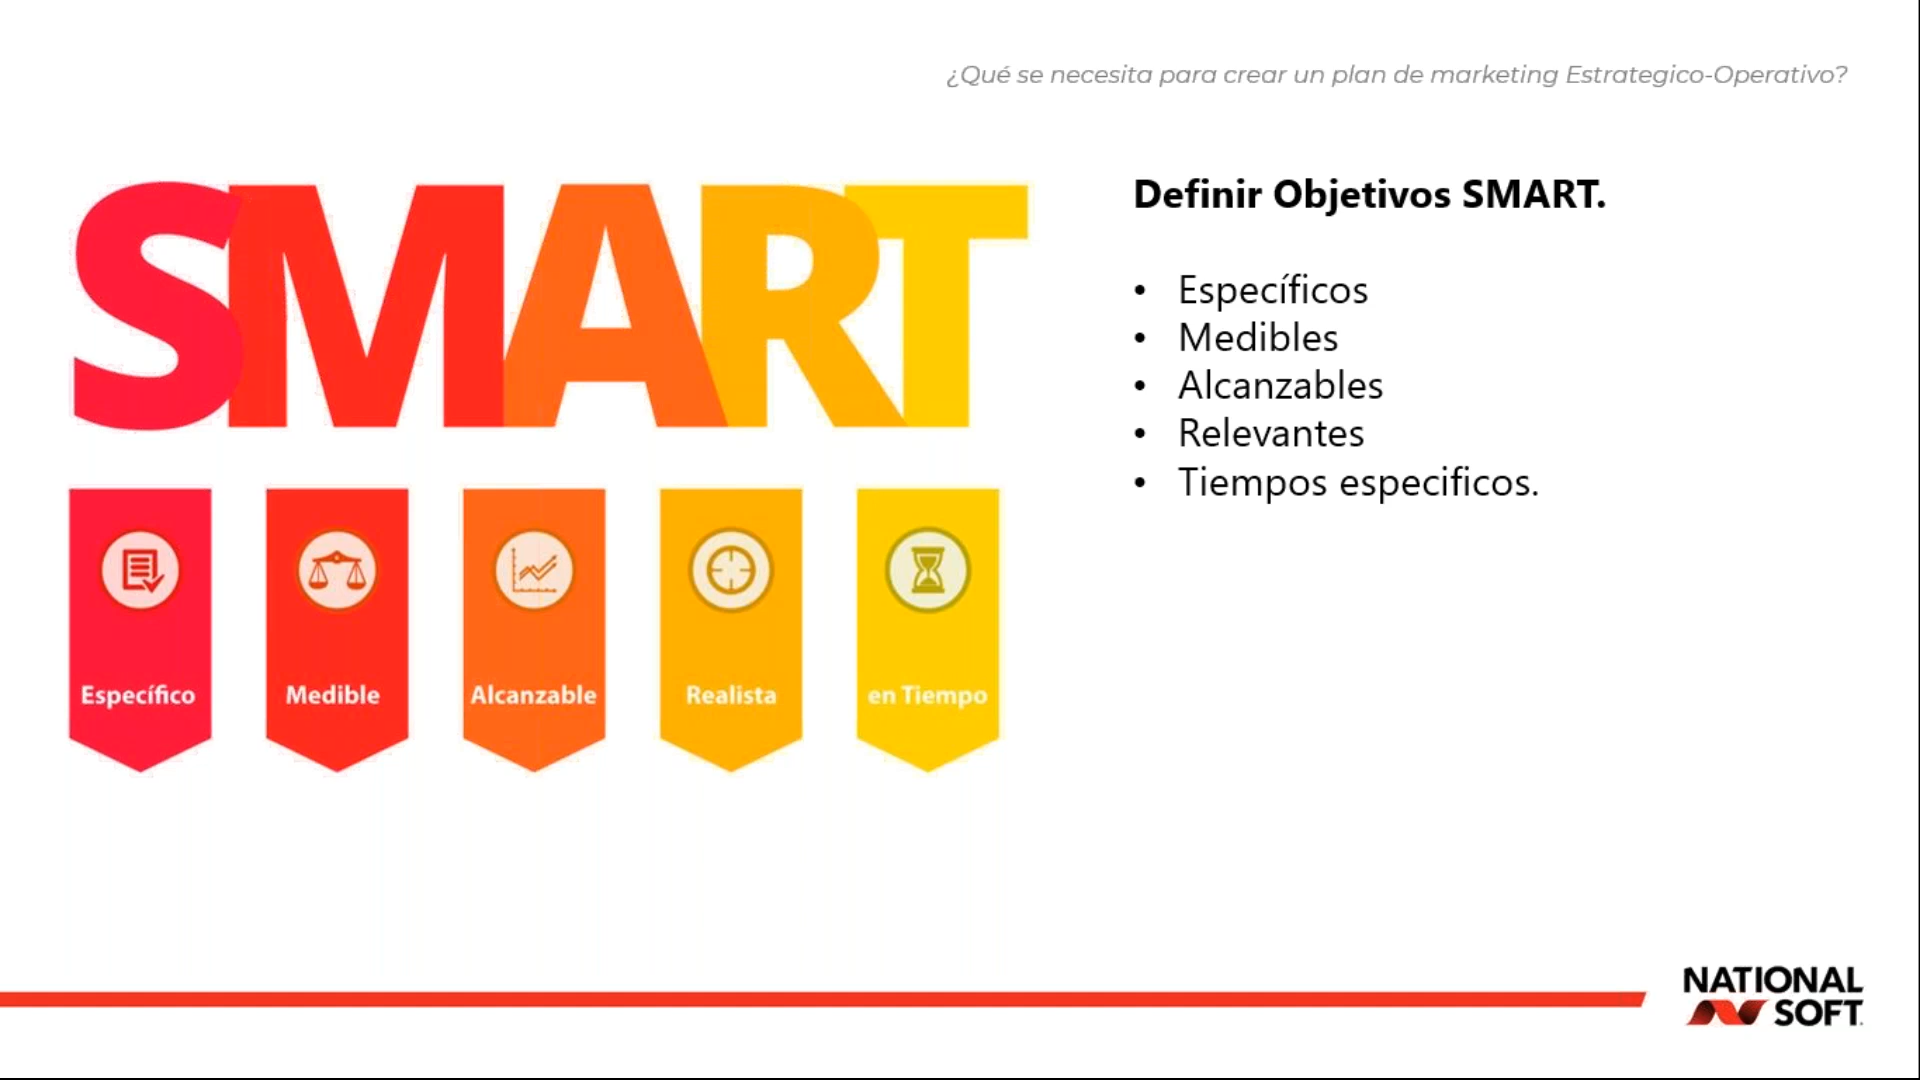 ¿Qué se necesita para crear un plan de marketing Estrategico-Operativo?
SMART
Específico
Medible
Alcanzable
Realista
en Tiempo
Definir Objetivos SMART.
• Específicos
• Medibles
• Alcanzables
• Relevantes
• Tiempos especificos.
NATIONAL
SOFT